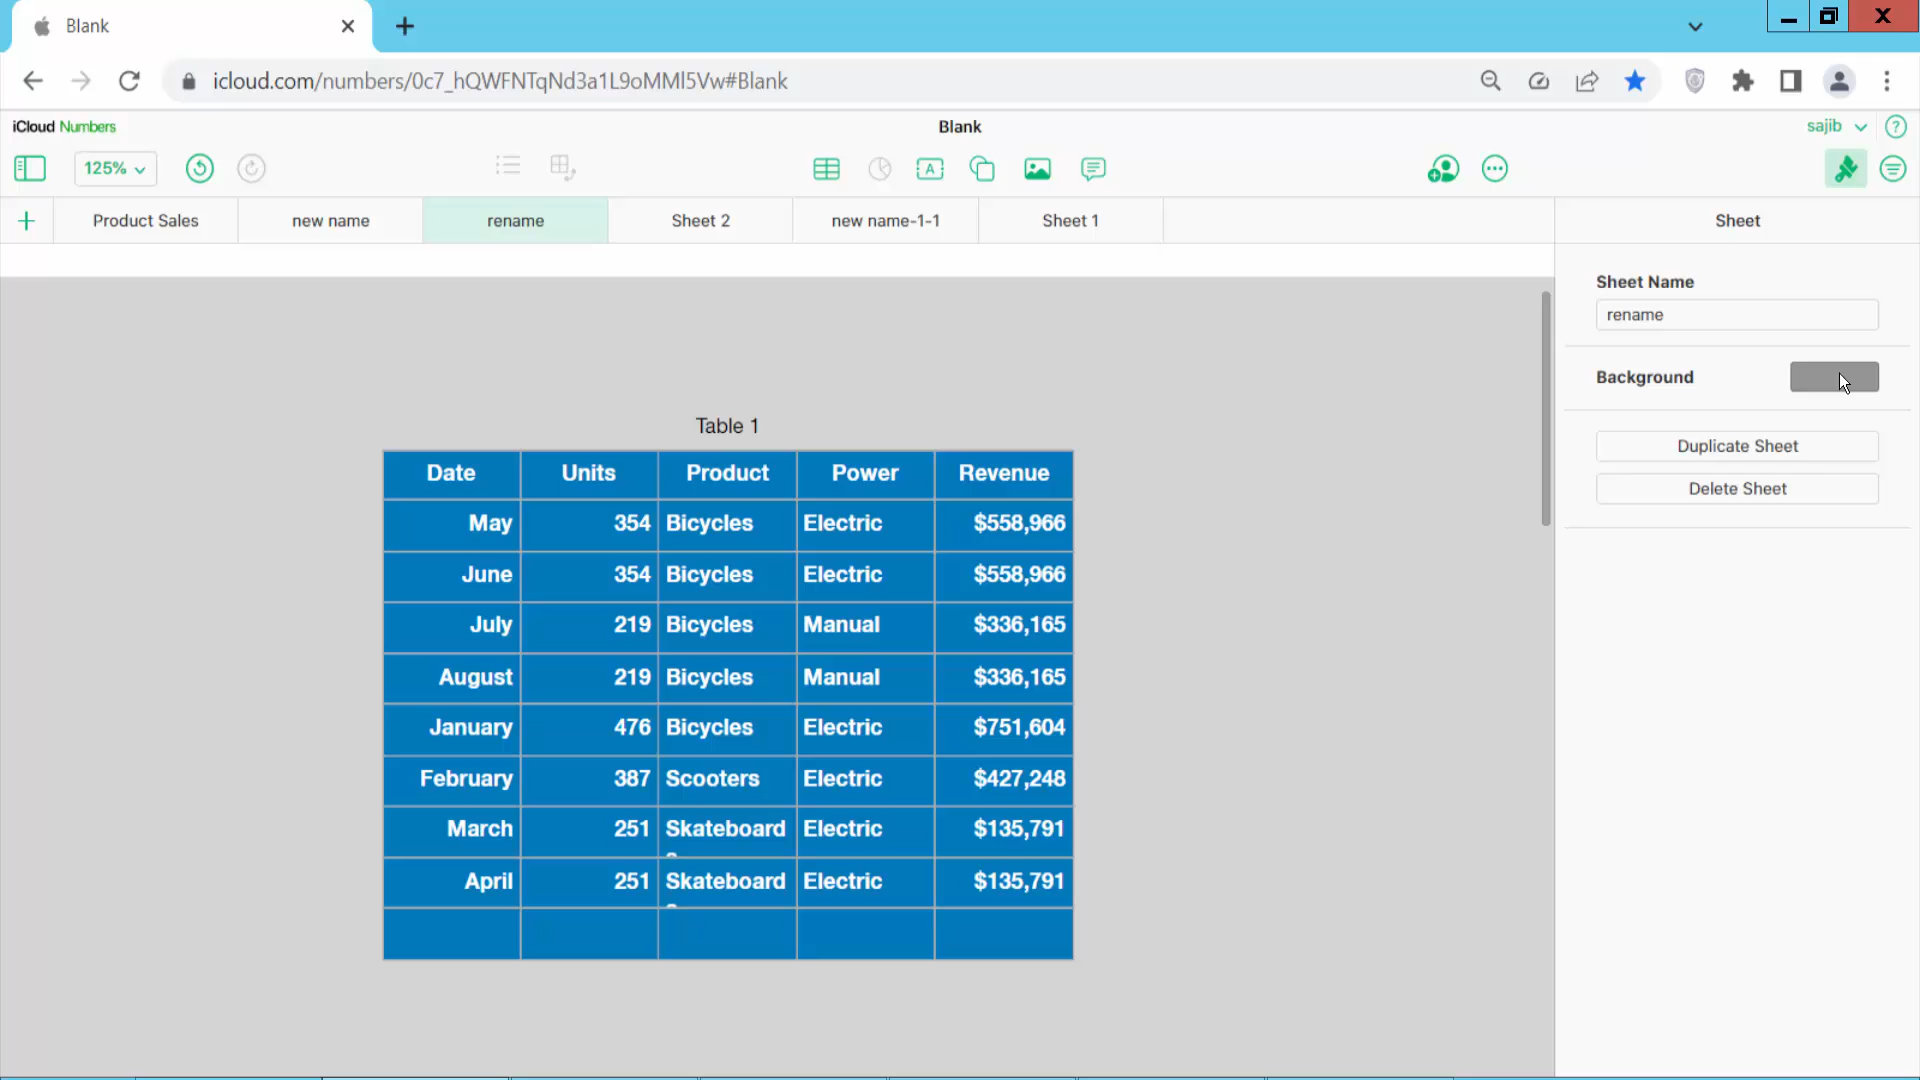 Blank
icloud.com/numbers/0c7_hQWFNTqNd3a1L9oMMl5Vw#Blank
iCloud Numbers
Blank
sajib
?
125%
A
Product Sales
new name
rename
Sheet 2
new name-1-1
Sheet 1
Sheet
Sheet Name
rename
Background
Duplicate Sheet
Delete Sheet
Table 1
Date Units Product Power Revenue
May 354 Bicycles Electric $558,966
June 354 Bicycles Electric $558,966
July 219 Bicycles Manual $336,165
August 219 Bicycles Manual $336,165
January 476 Bicycles Electric $751,604
February 387 Scooters Electric $427,248
March 251 Skateboard Electric $135,791
April 251 Skateboard Electric $135,791